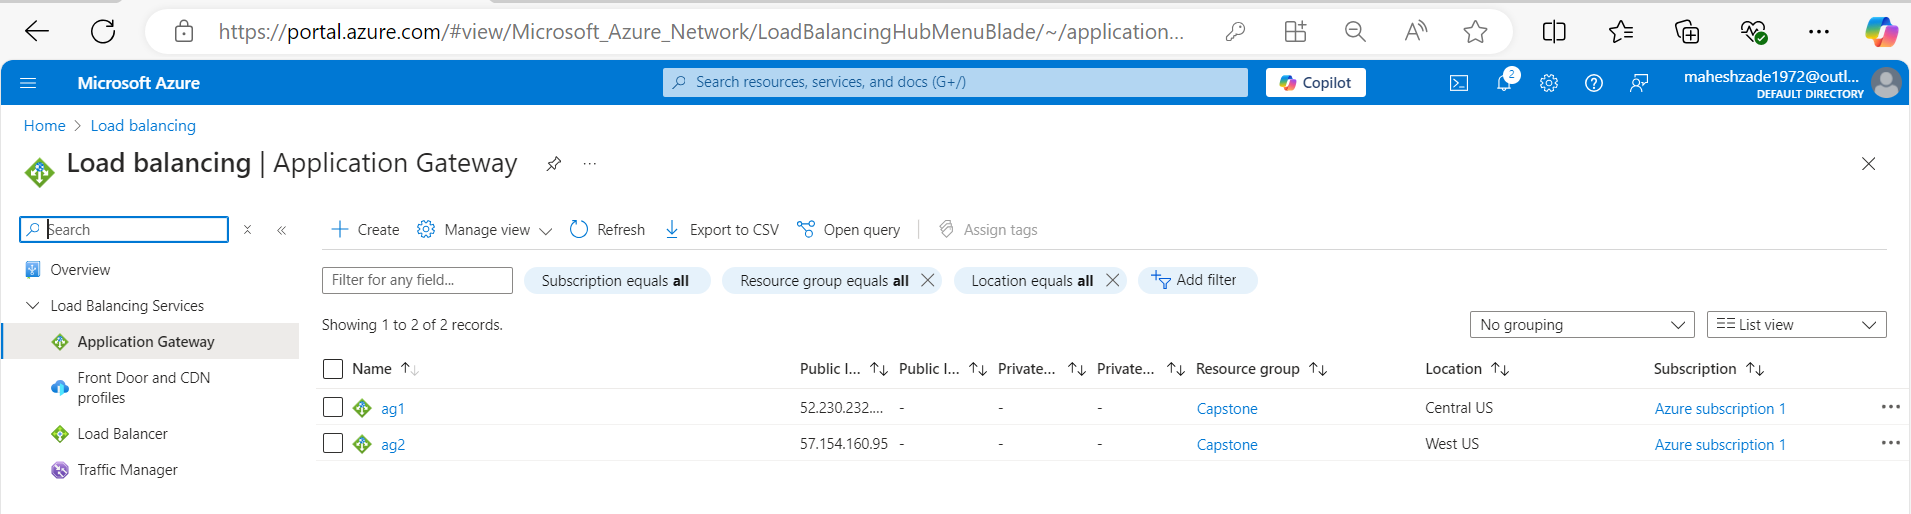 https://portal.azure.com/#view/Microsoft_Azure_Network/LoadBalancingHubMenuBlade/~/application...
Microsoft Azure
Search resources, services, and docs (G+/)
Copilot
2
maheshzade1972@outl...
DEFAULT DIRECTORY
Home > Load balancing
Load balancing | Application Gateway
Search
Create
Manage view
Refresh
Export to CSV
Open query
Assign tags
Overview
Load Balancing Services
Application Gateway
Front Door and CDN
profiles
Load Balancer
Traffic Manager
Filter for any field...
Subscription equals all
Resource group equals all
Location equals all
Add filter
Showing 1 to 2 of 2 records.
No grouping
List view
Name Public I... Public I... Private... Private... Resource group Location Subscription
ag1 52.230.232.... - - - Capstone Central US Azure subscription 1
ag2 57.154.160.95 - - - Capstone West US Azure subscription 1